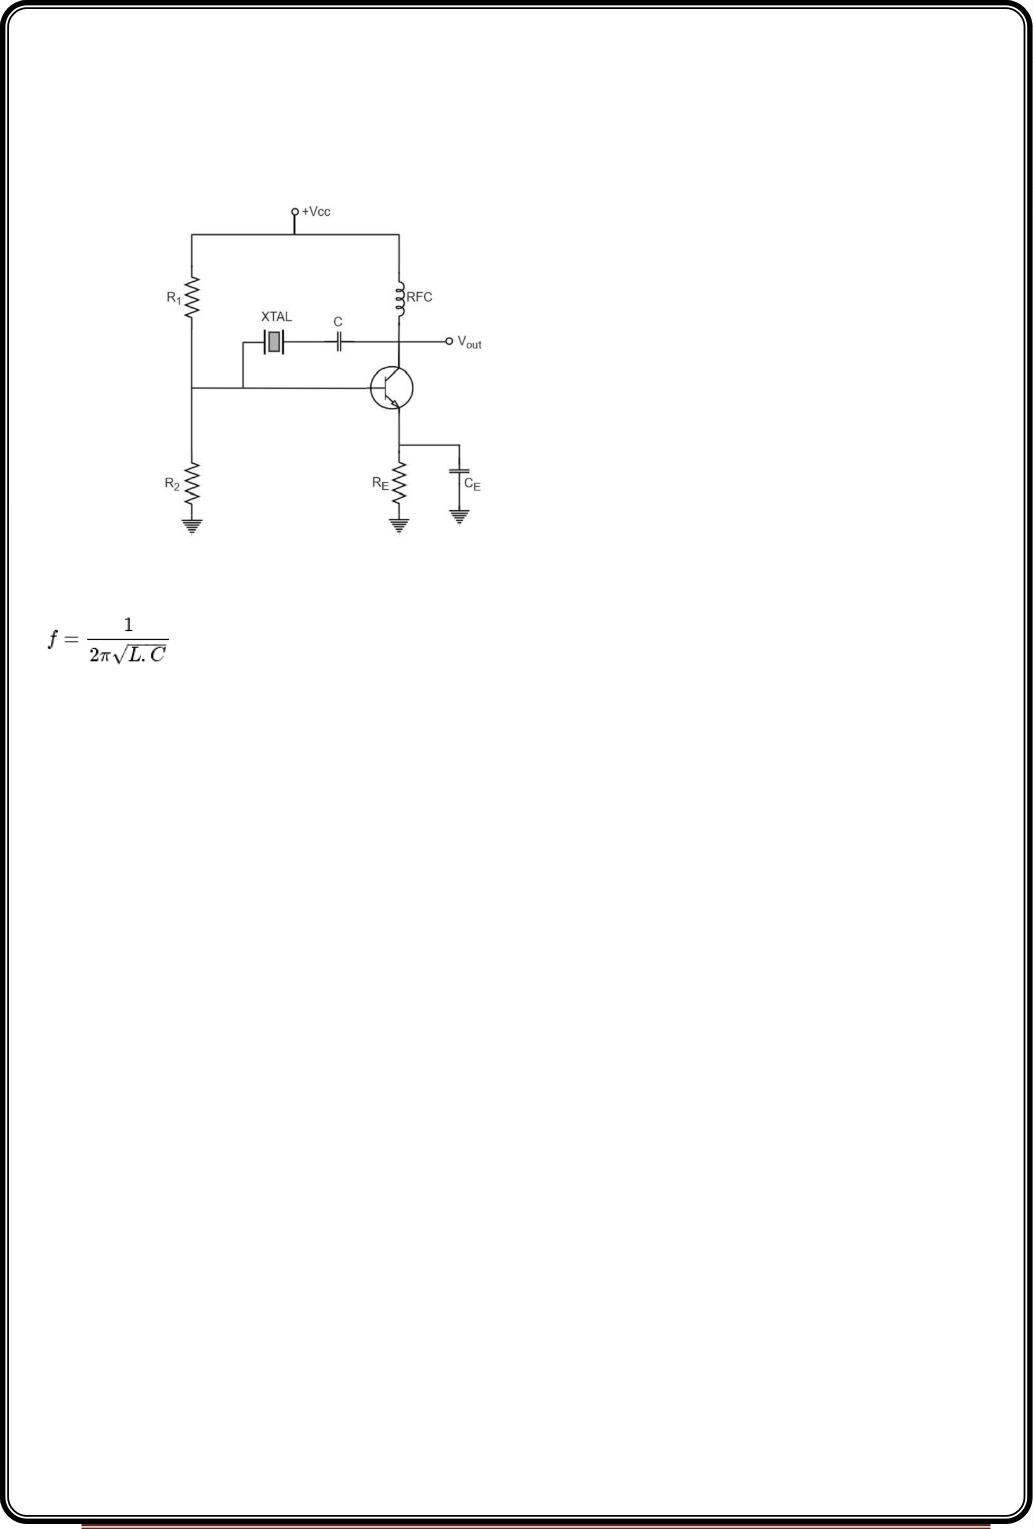 +Vcc
R1
RFC
XTAL
C
Vout
R2
RE
CE
f = 1 / 2π√L.C